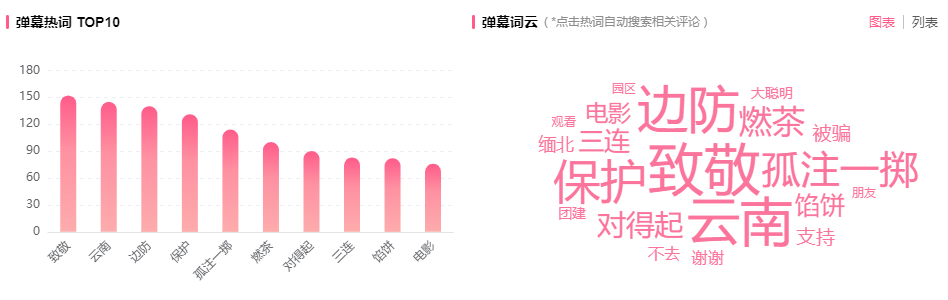 弹幕热词 TOP10
180
150
120
90
60
30
0
致敬
云南
边防
保护
孤注一掷
燃茶
对得起
三连
馅饼
电影
弹幕词云 (*点击热词自动搜索相关评论)
图表 | 列表
园区
边防
大聪明
电影
燃茶
观看
被骗
缅北
三连
致敬
保护
孤注一掷
朋友
馅饼
团建
云南
对得起
支持
不去
谢谢